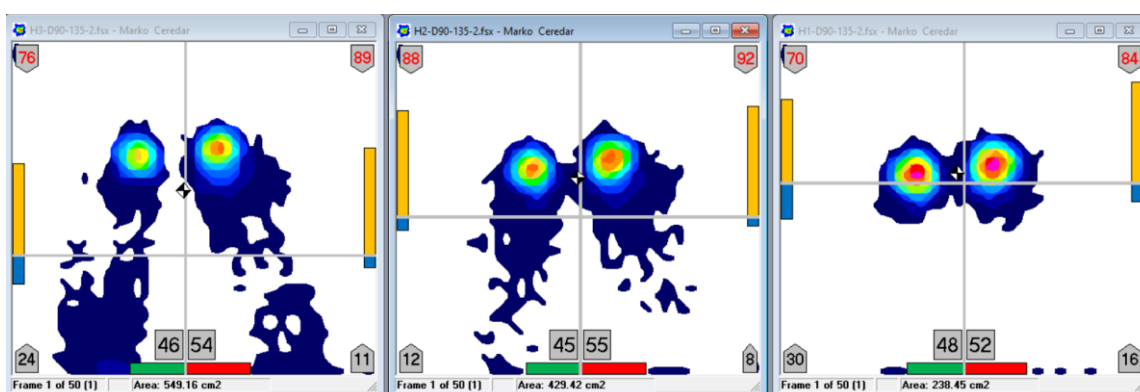 H3-D90-135-2.fsx - Marko Ceredar
76
89
46 54
24
11
Frame 1 of 50 (1) Area: 549.16 cm2
H2-D90-135-2.fsx - Marko Ceredar
88
92
45 55
12
8
Frame 1 of 50 (1) Area: 429.42 cm2
H1-D90-135-2.fsx - Marko Ceredar
70
84
48 52
30
16
Frame 1 of 50 (1) Area: 238.45 cm2